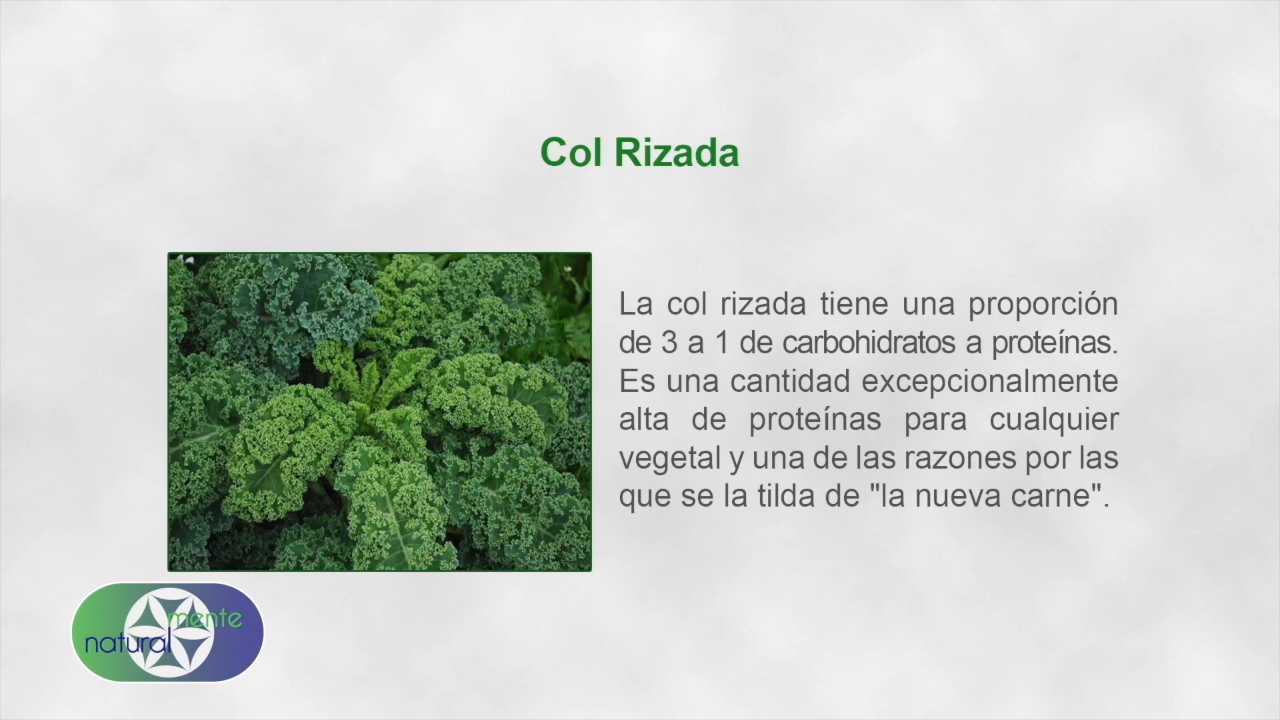 Col Rizada
La col rizada tiene una proporción
de 3 a 1 de carbohidratos a proteínas.
Es una cantidad excepcionalmente
alta de proteínas para cualquier
vegetal y una de las razones por las
que se la tilda de "la nueva carne".
natural
mente